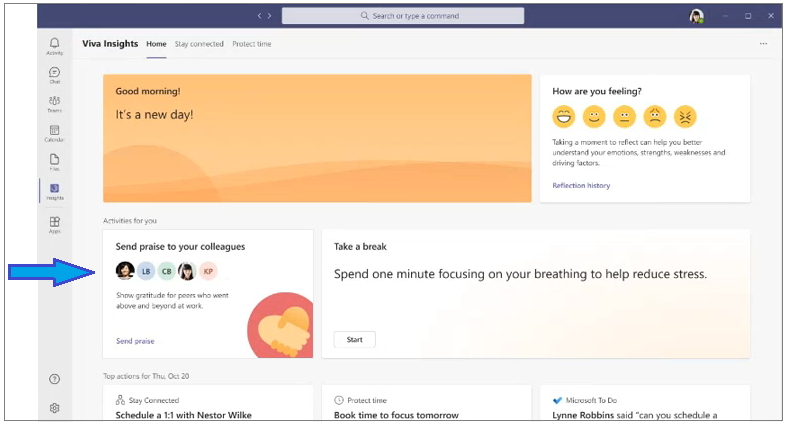 Search or type a command
Viva Insights Home Stay connected Protect time
Activity
Chat
Teams
Calendar
Files
Insights
Apps
Good morning!
It's a new day!
How are you feeling?
Taking a moment to reflect can help you better
understand your emotions, strengths, weaknesses and
driving factors.
Reflection history
Activities for you
Send praise to your colleagues
LB CB KP
Show gratitude for peers who went
above and beyond at work.
Send praise
Take a break
Spend one minute focusing on your breathing to help reduce stress.
Start
Top actions for Thu, Oct 20
Stay Connected
Schedule a 1:1 with Nestor Wilke
Protect time
Book time to focus tomorrow
Microsoft To Do
Lynne Robbins said "can you schedule a